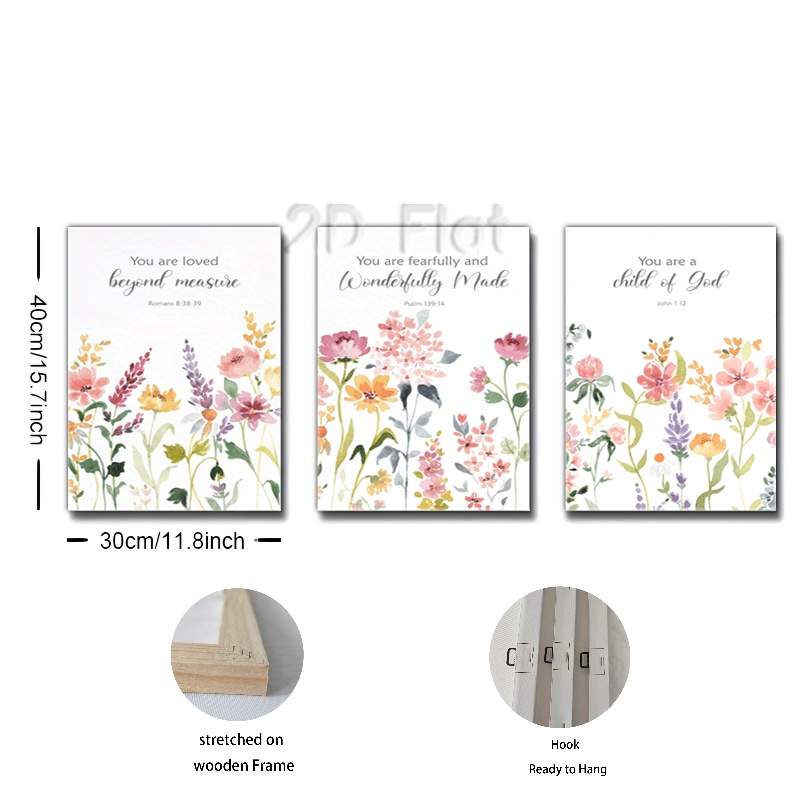 2D Flat
You are loved
beyond measure
Romans 8:38-39
You are fearfully and
Wonderfully Made
Psalm 139:14
You are a
child of God
John 1:12
40cm/15.7inch
30cm/11.8inch
stretched on
wooden Frame
Hook
Ready to Hang